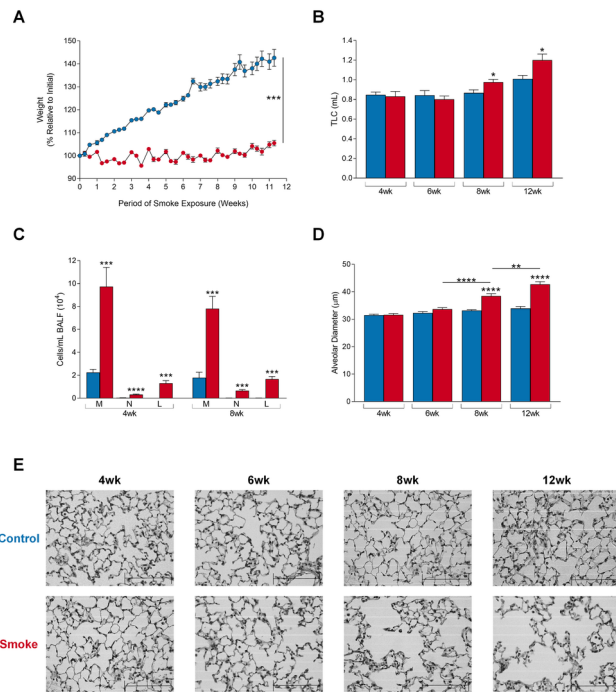 A
150
140
130
120
110
100
90
Weight
(% Relative to Initial)
***
0 1 2 3 4 5 6 7 8 9 10 11 12
Period of Smoke Exposure (Weeks)
B
1.4
1.2
1.0
0.8
0.6
0.4
0.2
0.0
TLC (mL)
* *
4wk 6wk 8wk 12wk
C
12
10
8
6
4
2
0
Cells/mL BALF (10⁴)
*** **** *** *** *** ***
M N L M N L
4wk 8wk
D
60
50
40
30
20
10
0
Alveolar Diameter (μm)
**** **
**** ****
4wk 6wk 8wk 12wk
E
4wk 6wk 8wk 12wk
Control
Smoke